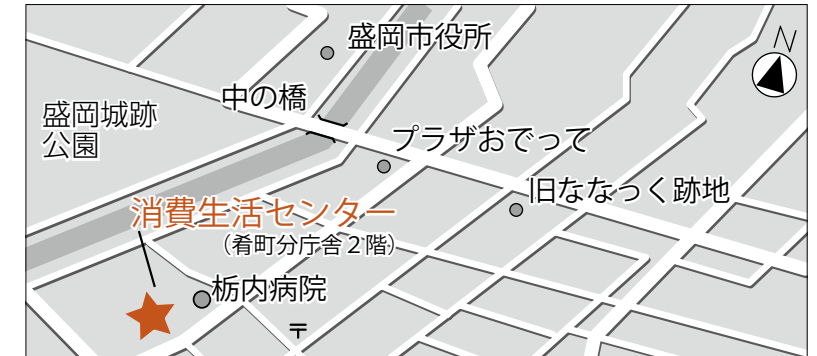 盛岡市役所
N
中の橋
盛岡城跡
公園
プラザおでって
旧ななっく跡地
消費生活センター
（肴町分庁舎２階）
栃内病院
〒